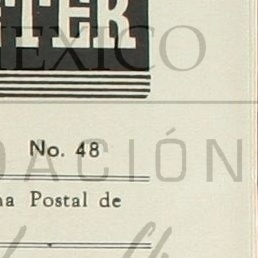 TER
MEXICO
No. 48
DACIÓN
na Postal de